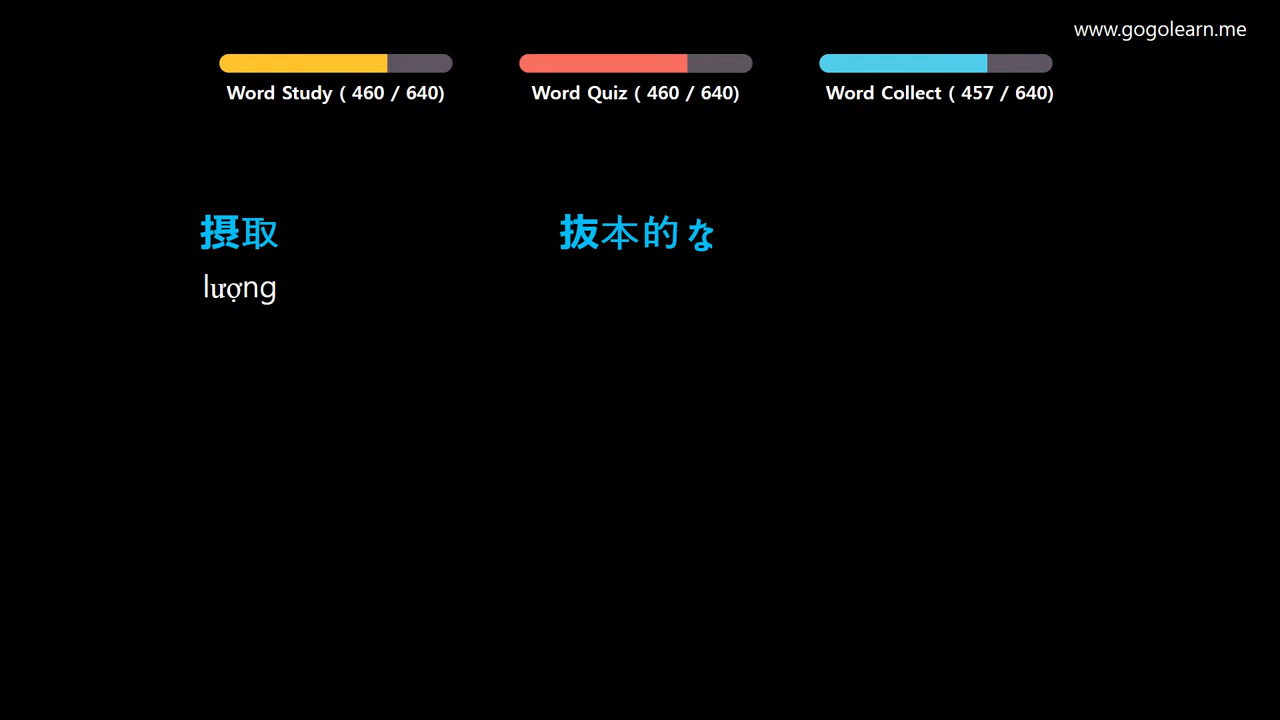 www.gogolearn.me
Word Study ( 460 / 640)
Word Quiz ( 460 / 640)
Word Collect ( 457 / 640)
摂取
抜本的な
lượng